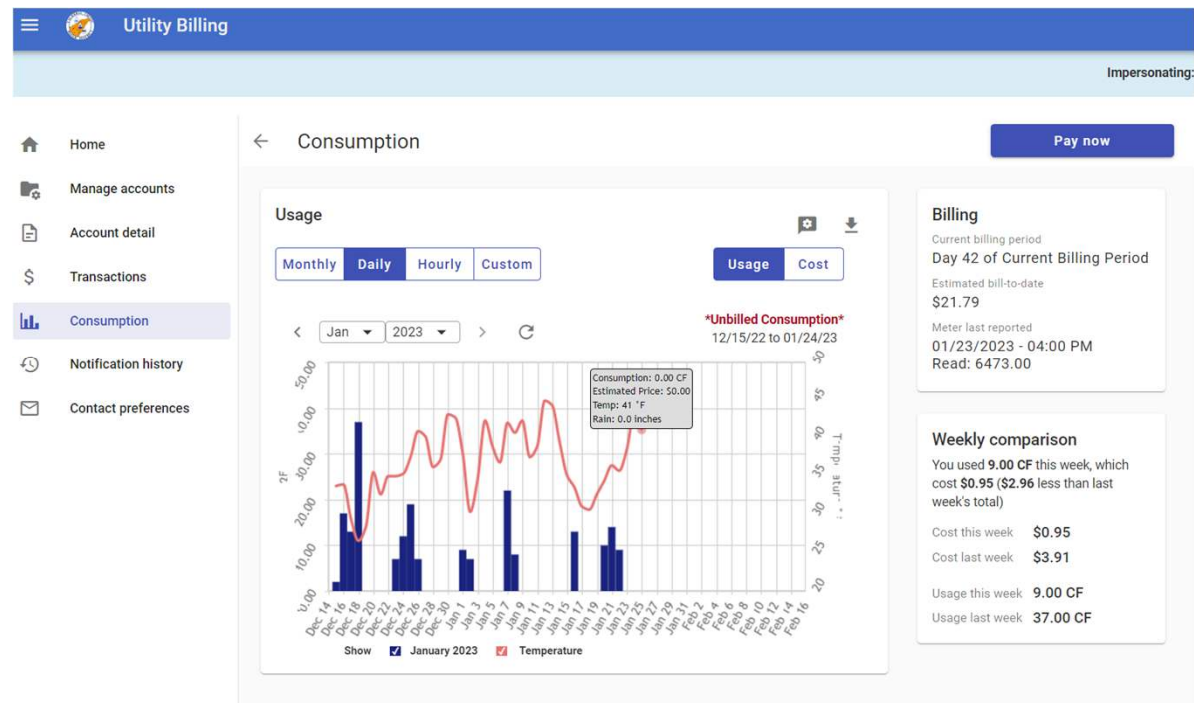 Utility Billing
Impersonating:
Home
Manage accounts
Account detail
Transactions
Consumption
Notification history
Contact preferences
Consumption
Pay now
Usage
Monthly Daily Hourly Custom
Usage Cost
Jan 2023
*Unbilled Consumption*
12/15/22 to 01/24/23
50.00
30.00
20.00
10.00
Consumption: 0.00 CF
Estimated Price: $0.00
Temp: 41 °F
Rain: 0.0 inches
50
45
40
35
30
25
20
Dec 14 Dec 16 Dec 18 Dec 20 Dec 22 Dec 24 Dec 26 Dec 28 Dec 30 Jan 1 Jan 3 Jan 5 Jan 7 Jan 9 Jan 11 Jan 13 Jan 15 Jan 17 Jan 19 Jan 21 Jan 23 Jan 25 Jan 27 Jan 29 Jan 31 Feb 2 Feb 4 Feb 6 Feb 8 Feb 10 Feb 12 Feb 14 Feb 16
Show January 2023 Temperature
Billing
Current billing period
Day 42 of Current Billing Period
Estimated bill-to-date
$21.79
Meter last reported
01/23/2023 - 04:00 PM
Read: 6473.00
Weekly comparison
You used 9.00 CF this week, which
cost $0.95 ($2.96 less than last
week's total)
Cost this week $0.95
Cost last week $3.91
Usage this week 9.00 CF
Usage last week 37.00 CF